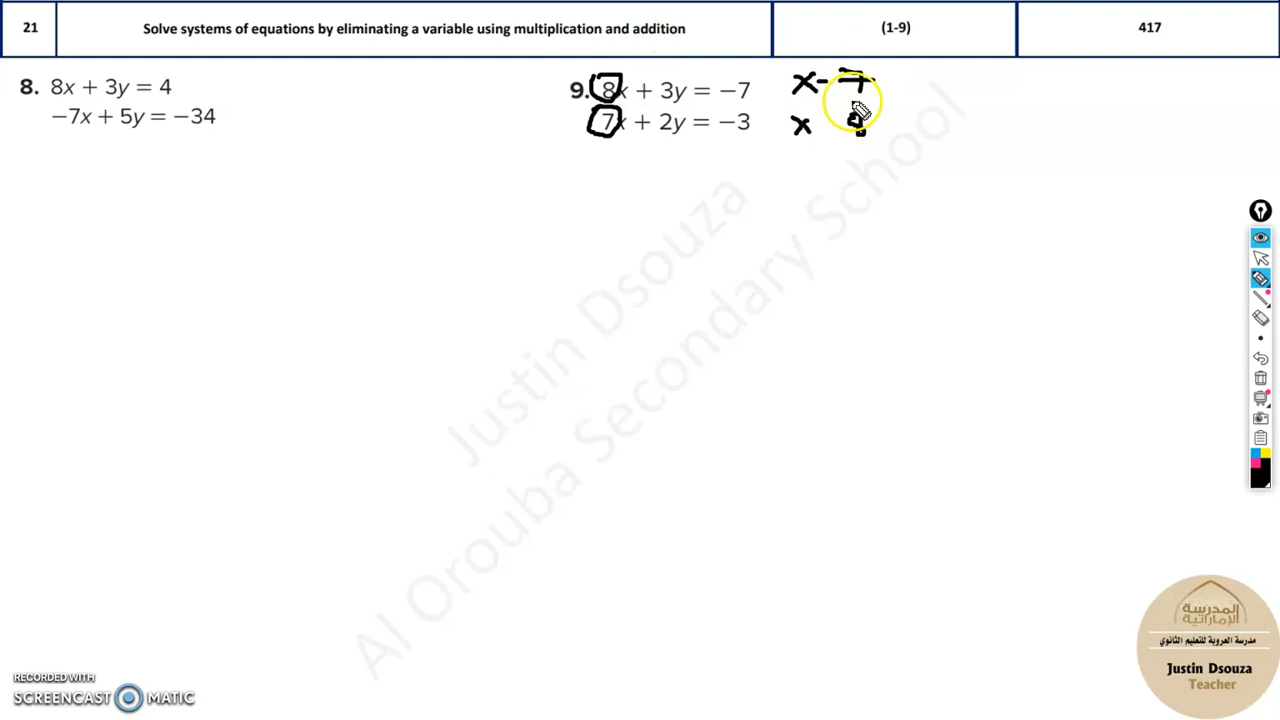 21 Solve systems of equations by eliminating a variable using multiplication and addition (1-9) 417
8. 8x + 3y = 4
−7x + 5y = −34
9. 8x + 3y = −7 x - 7
7x + 2y = −3 x 8
Justin Dsouza
Al Orouba Secondary School
المدرسة
الإماراتية
مدرسة العروبة للتعليم الثانوي
Justin Dsouza
Teacher
RECORDED WITH
SCREENCAST MATIC